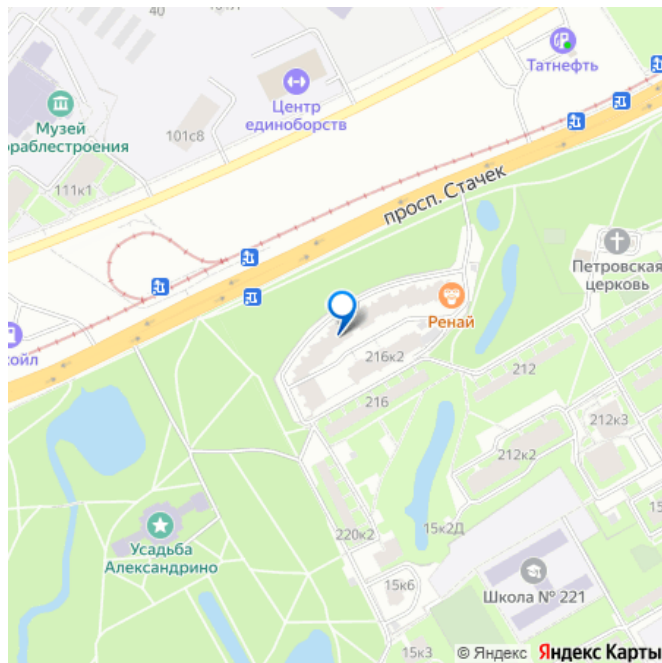 40
Татнефть
Центр
единоборств
Музей
ораблестроения
101с8
111к1
просп. Стачек
Петровская
церковь
Ренай
койл
216к2
212
216
212к3
212к2
220к2
15к2Д
Усадьба
Александрино
15к6
Школа № 221
15к3
© Яндекс Яндекс Карты